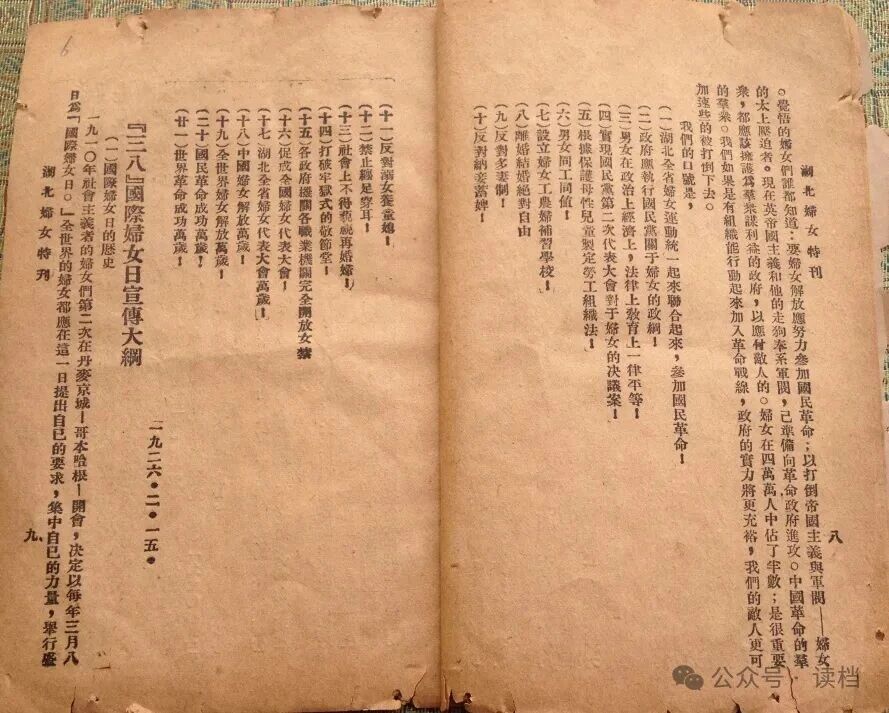 湖北婦女特刊
八
。覺悟的婦女們誰都知道:要婦女解放應努力參加國民革命;以打倒帝國主義與軍閥——婦女
的太上壓迫者。現在英帝國主義和他的走狗奉系軍閥,已準備向革命政府進攻。中國革命的羣
衆,都應該擁護爲羣衆謀利益的政府,以應付敵人的。婦女在四萬萬人中佔了半數;是很重要
的羣衆。我們如果是有組織能行動起來加入革命戰線,政府的實力將更充裕,我們的敵人更可
加速些的被打倒下去。
我們的口號是,
(一)湖北全省婦女運動統一起來聯合起來,參加國民革命!
(二)政府應執行國民黨關于婦女的政綱!
(三)男女在政治上經濟上,法律上敎育上一律平等!
(四)實現國民黨第二次代表大會對于婦女的決議案!
(五)根據保護母性兒童製定勞工組織法!
(六)男女同工同值!
(七)設立婦女工農婦補習學校!
(八)離婚結婚絕對自由
(九)反對多妻制!
(十)反對納妾蓄婢!
(十一)反對溺女養童媳!
(十二)禁止纏足穿耳!
(十三)社會上不得藐視再婚婦!
(十四)打破牢獄式的敬節堂!
(十五)各政府機關各職業機關完全開放女禁
(十六)促成全國婦女代表大會!
(十七)湖北全省婦女代表大會萬歲!
(十八)中國婦女解放萬歲!
(十九)全世界婦女解放萬歲!
(二十)國民革命成功萬歲!
(廿一)世界革命成功萬歲!
一九二六·二·一五·
『三八』國際婦女日宣傳大綱
(一)國際婦女日的歷史
一九一〇年社會主義者的婦女們第二次在丹麥京城—哥本哈根—開會,決定以每年三月八
日爲「國際婦女日。」全世界的婦女都應在這一日提出自己的要求,集中自己的力量,舉行盛
湖北婦女特刊
九
6
公众号 · 读档